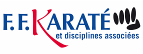 F.F.KARATÉ
et disciplines associées